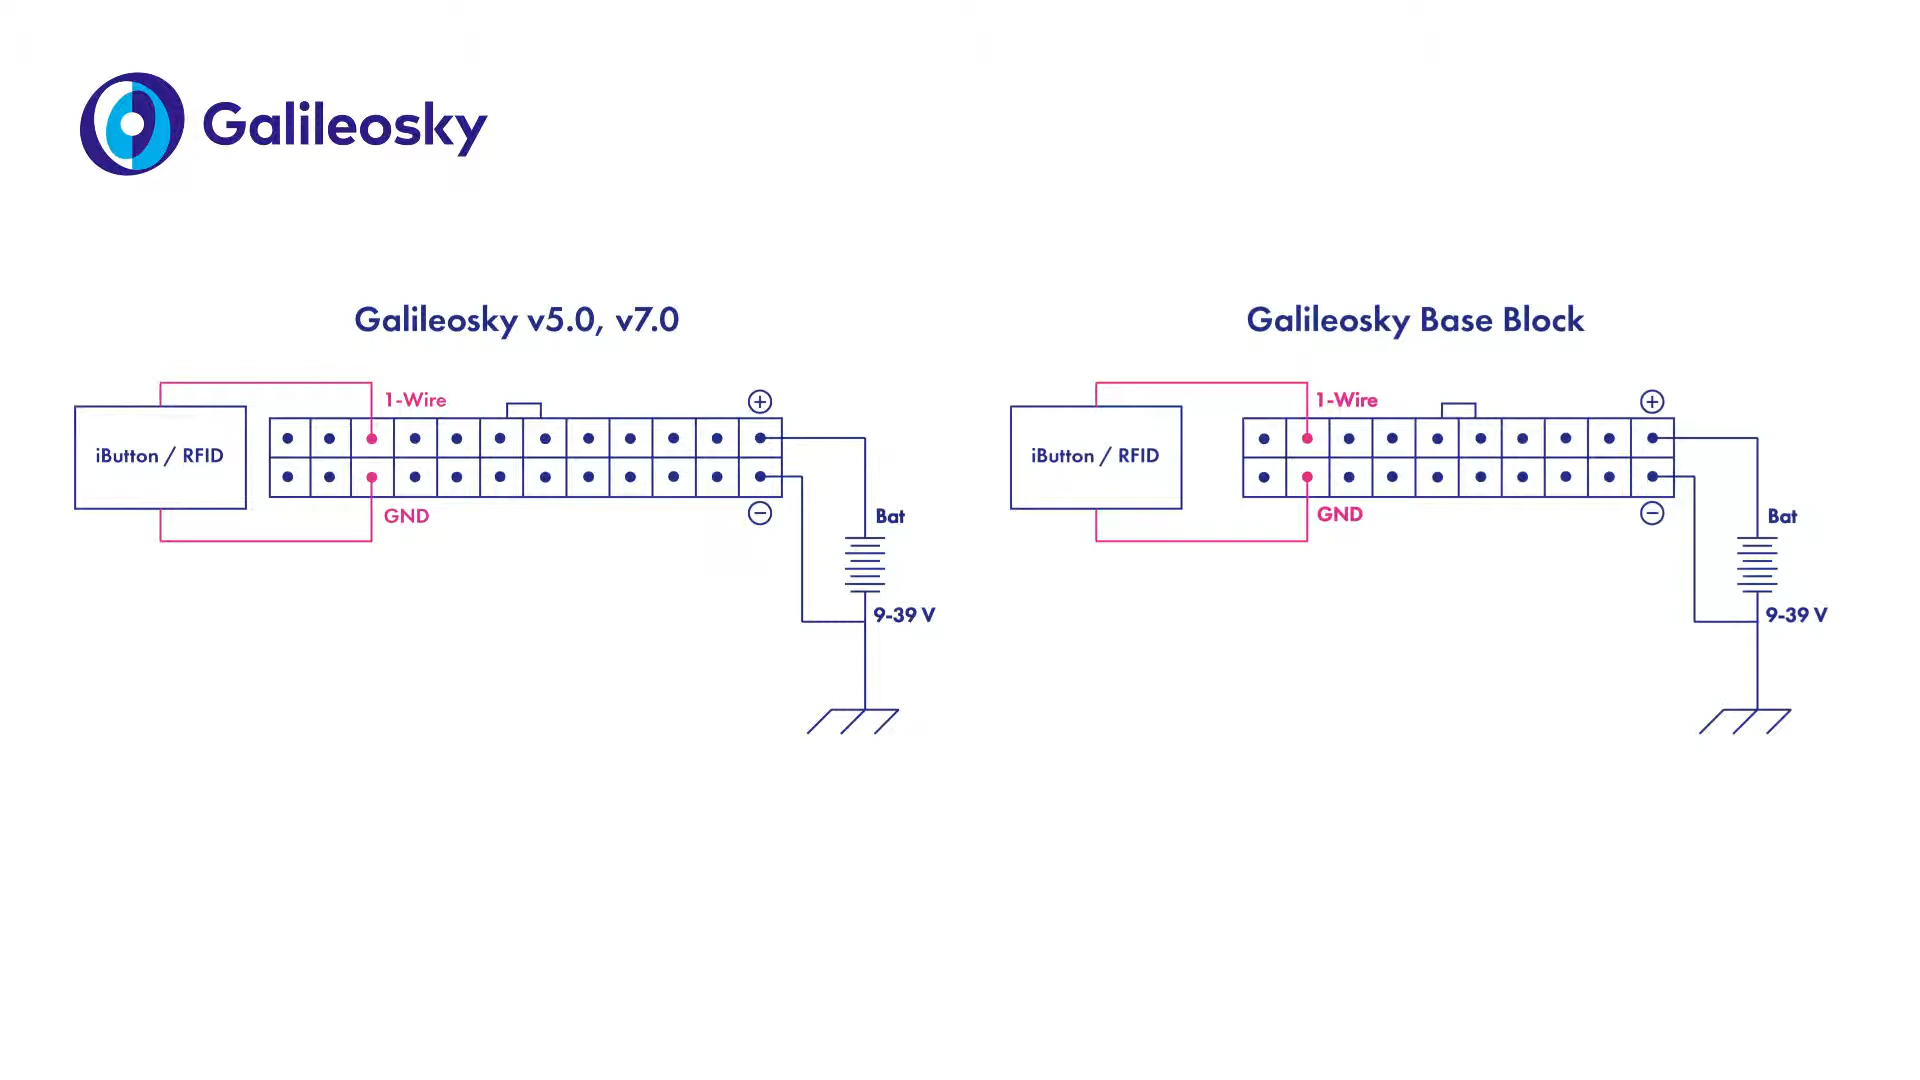 Galileosky
Galileosky v5.0, v7.0
1-Wire
+
iButton / RFID
GND
−
Bat
9-39 V
Galileosky Base Block
1-Wire
+
iButton / RFID
GND
−
Bat
9-39 V